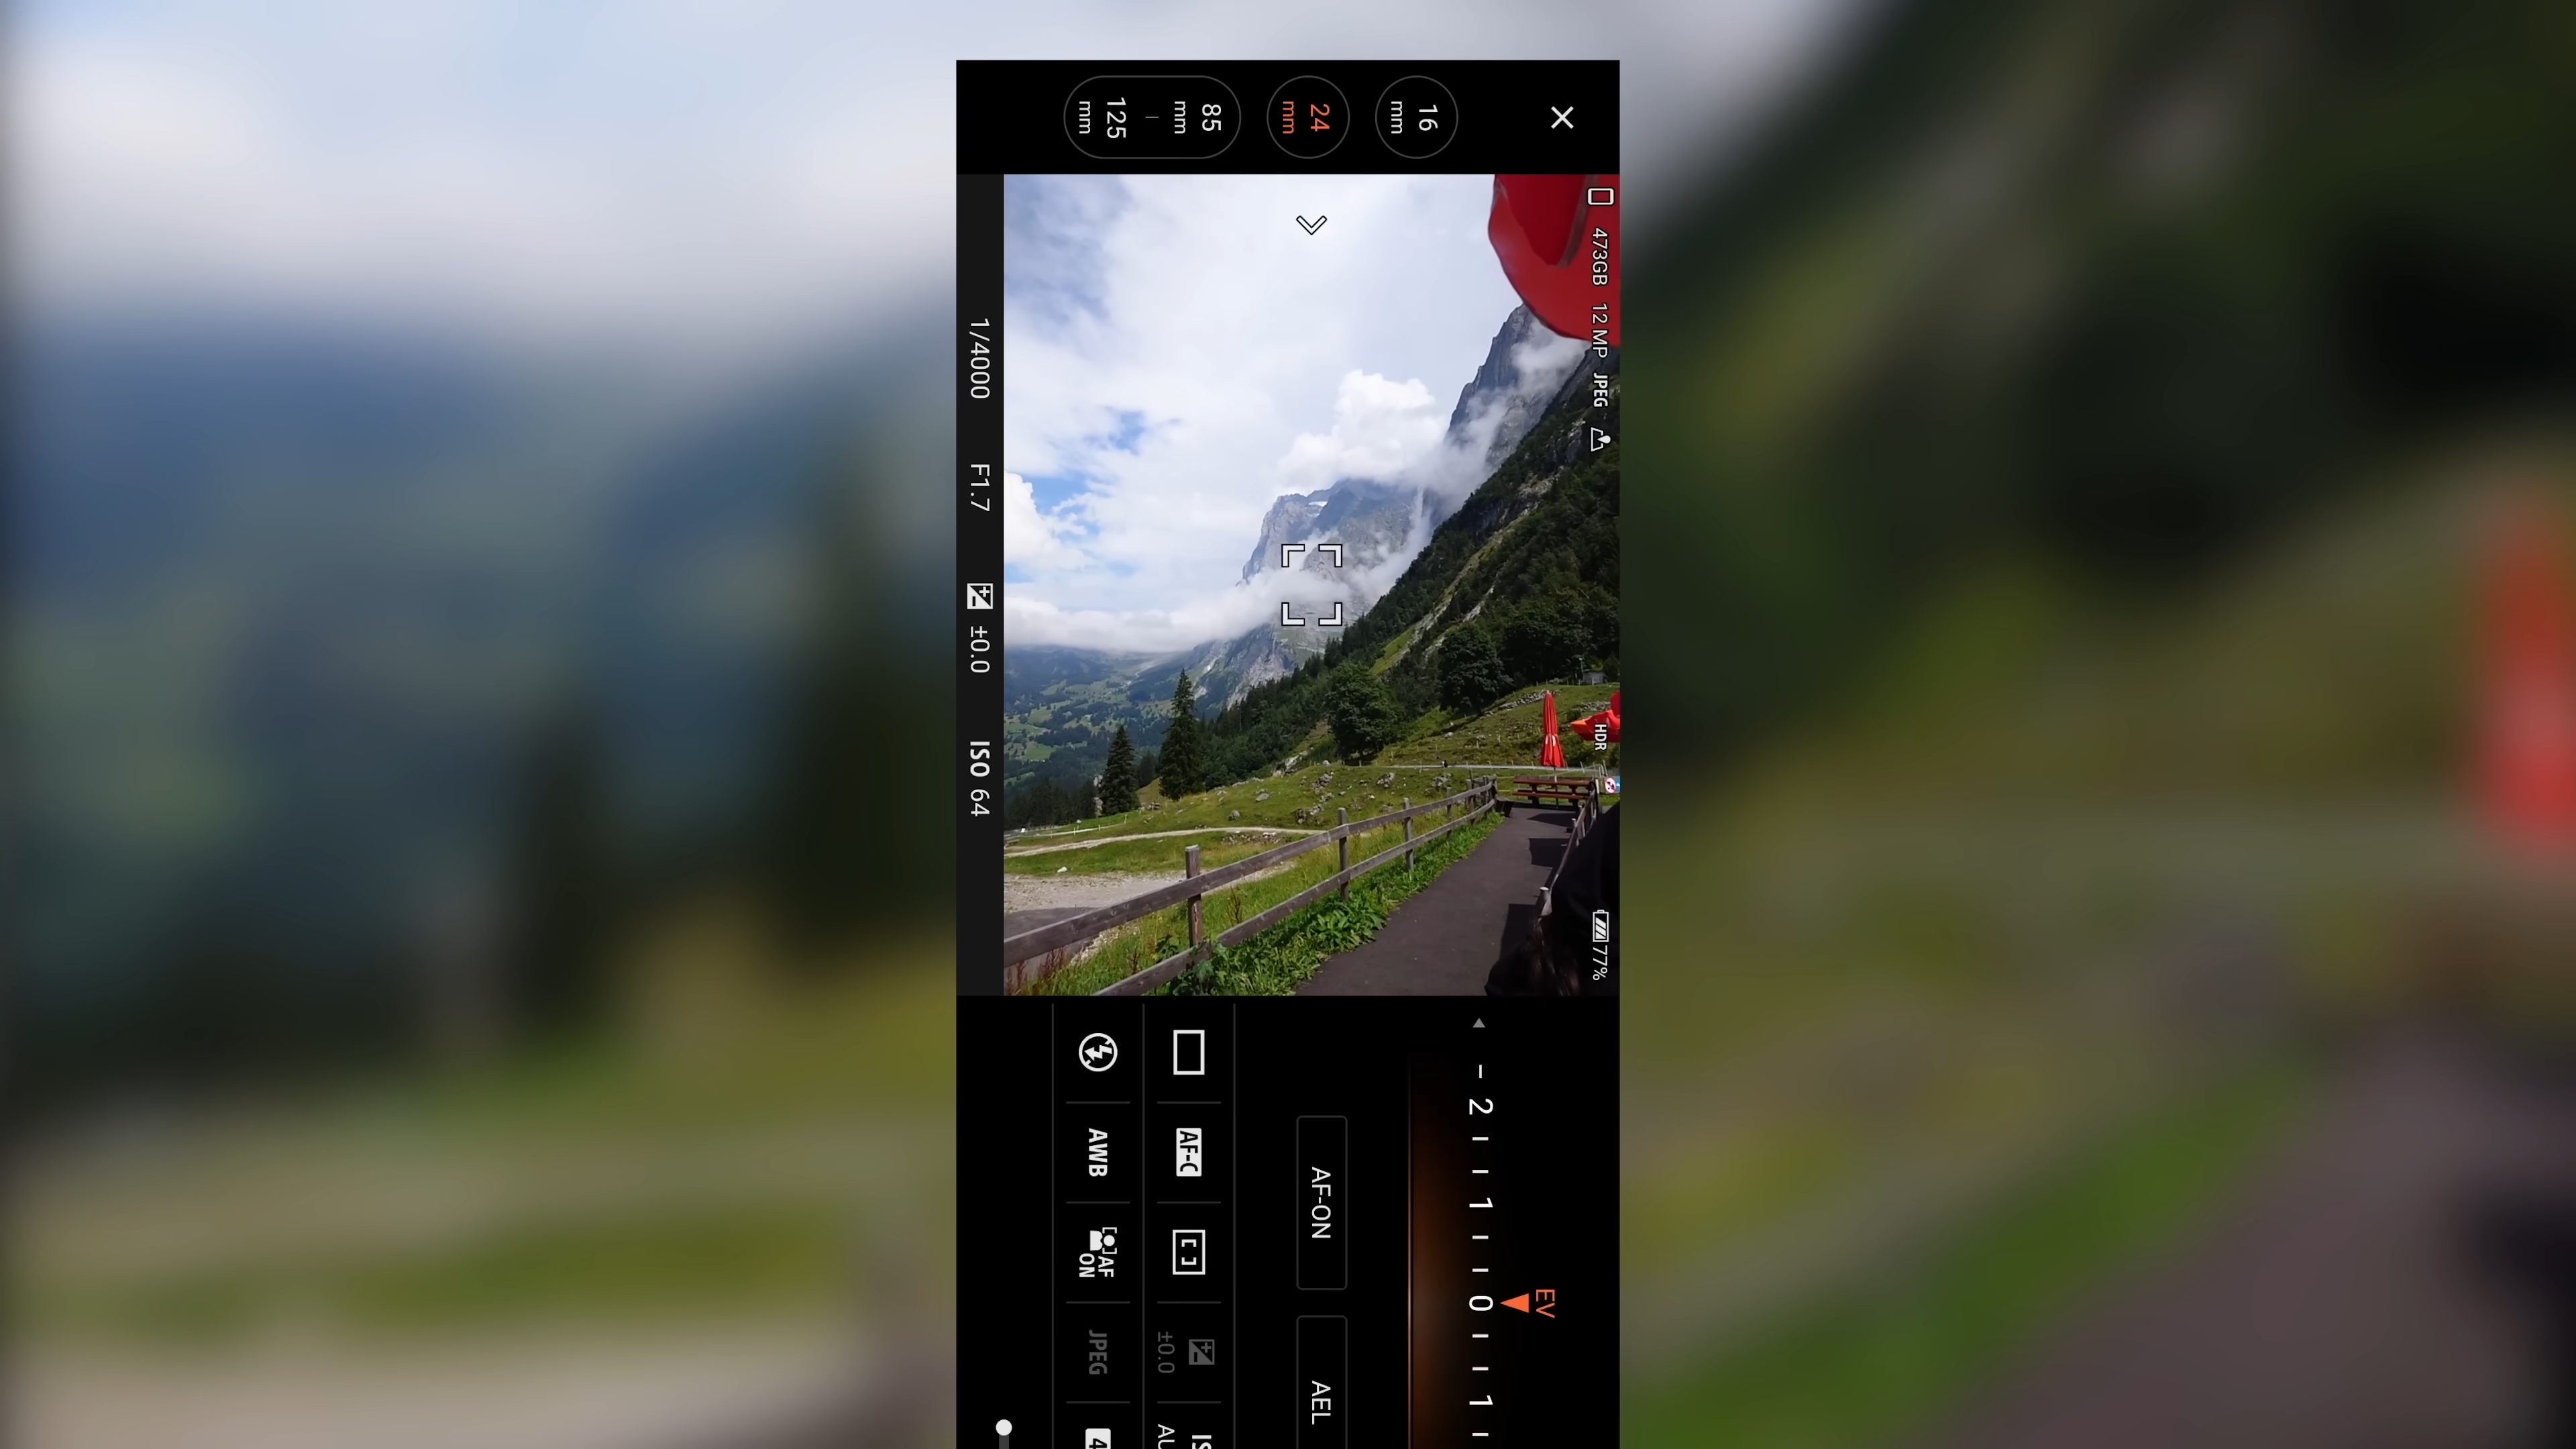 16 mm
24 mm
85 mm – 125 mm
473GB 12 MP JPEG
HDR
77%
1/4000 F1.7 ±0.0 ISO 64
EV
– 2 1 0 1
AF-ON
AEL
AF-C
±0.0
AWB
AF ON
JPEG